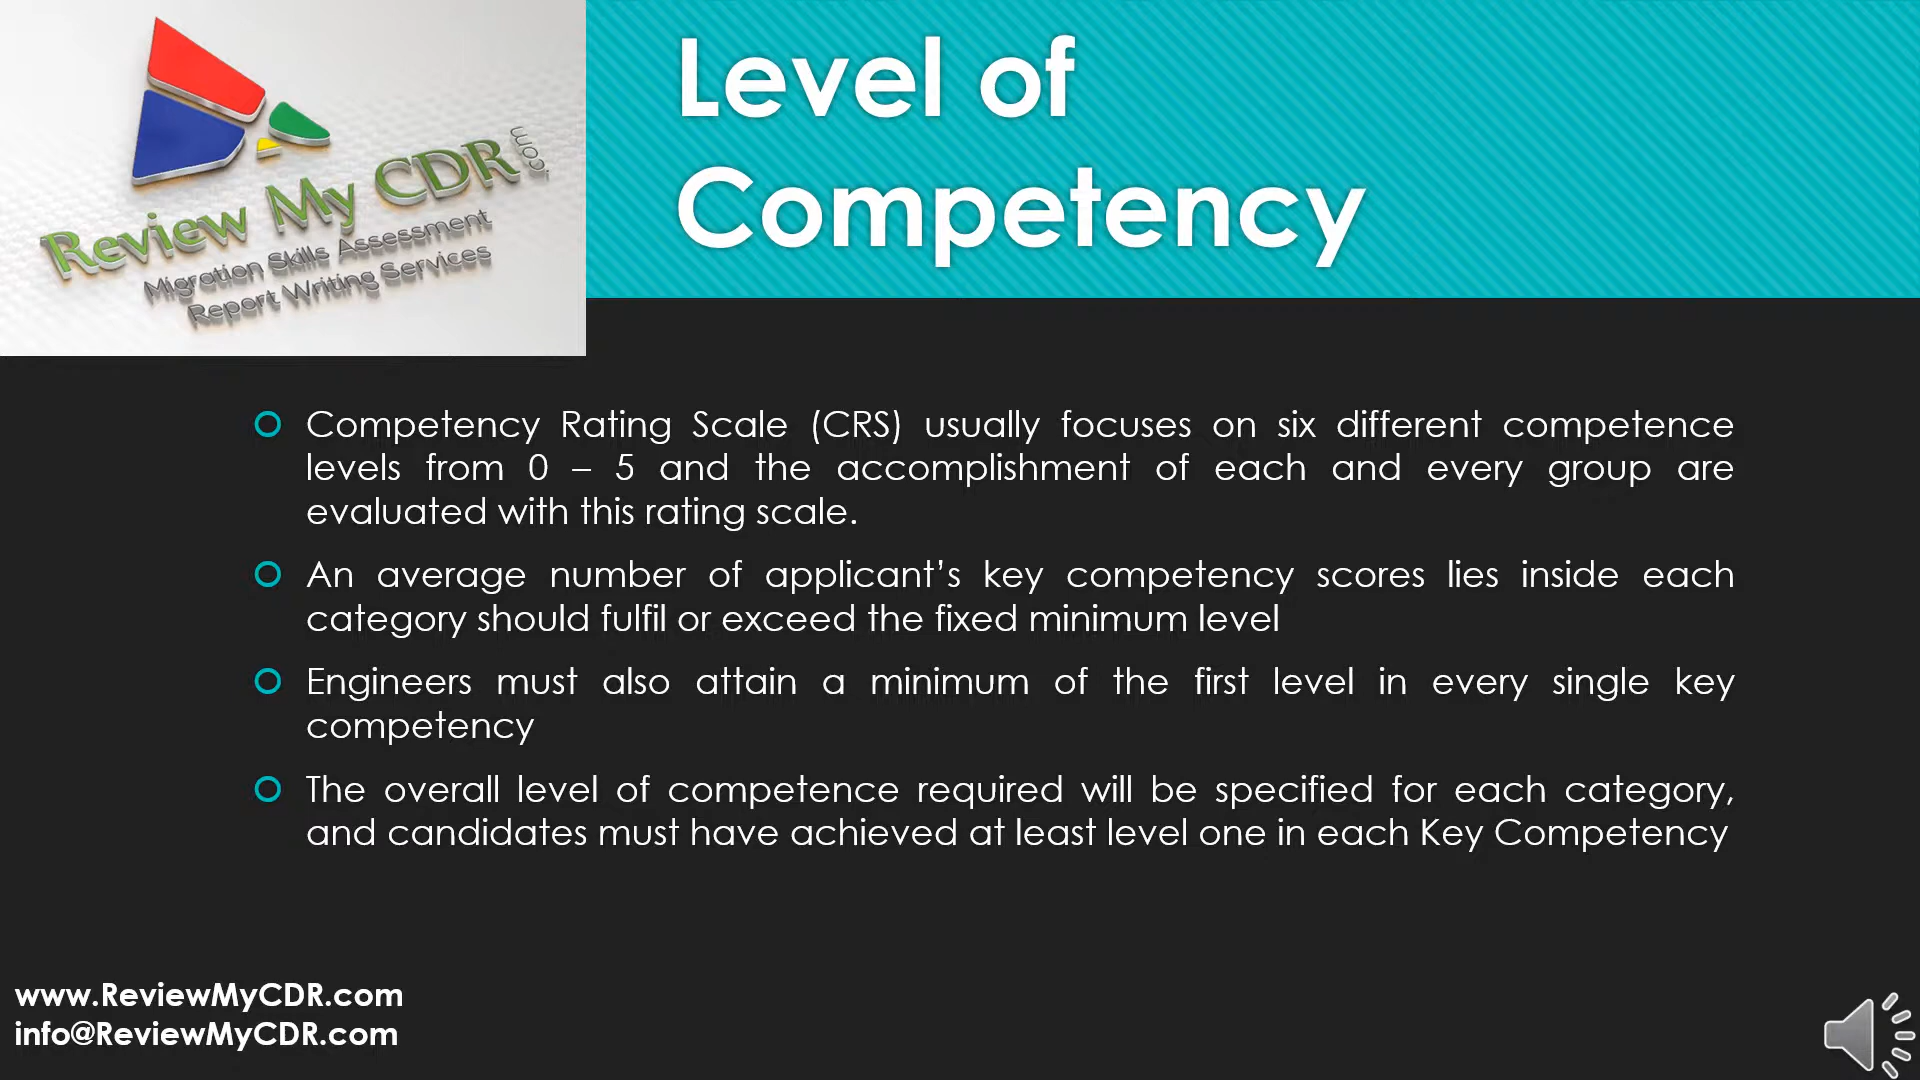 Level of
Competency
Review My CDR
.com
Migration Skills Assessment
Report Writing Services
Competency Rating Scale (CRS) usually focuses on six different competence
levels from 0 – 5 and the accomplishment of each and every group are
evaluated with this rating scale.
An average number of applicant’s key competency scores lies inside each
category should fulfil or exceed the fixed minimum level
Engineers must also attain a minimum of the first level in every single key
competency
The overall level of competence required will be specified for each category,
and candidates must have achieved at least level one in each Key Competency
www.ReviewMyCDR.com
info@ReviewMyCDR.com